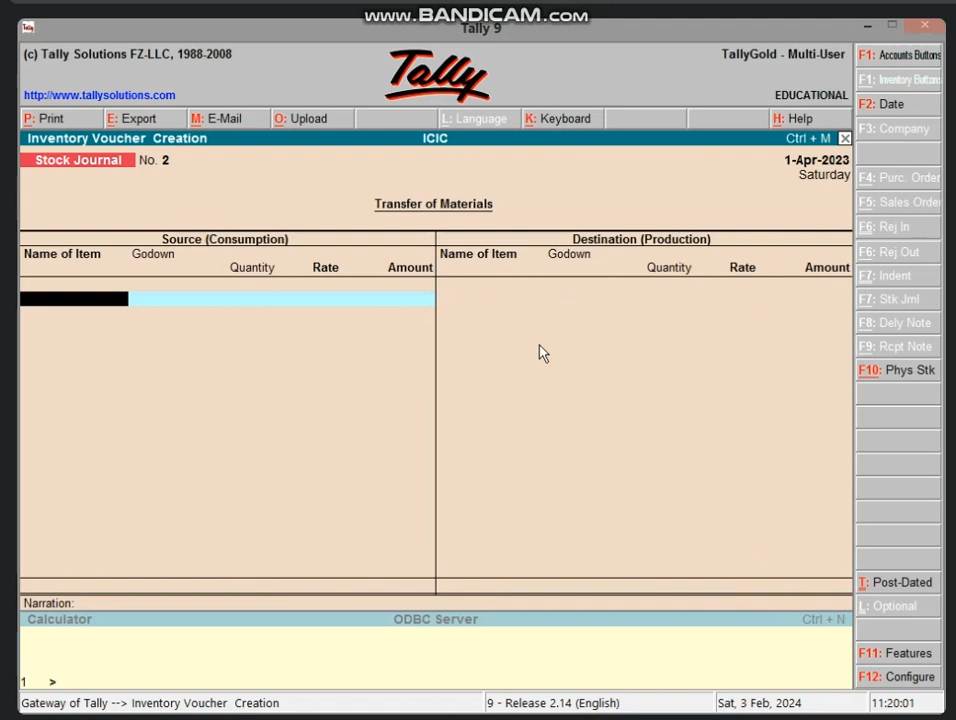 www.BANDICAM.com
Tally 9
(c) Tally Solutions FZ-LLC, 1988-2008
Tally
TallyGold - Multi-User
http://www.tallysolutions.com
EDUCATIONAL
P: Print E: Export M: E-Mail O: Upload L: Language K: Keyboard H: Help
Inventory Voucher Creation ICIC Ctrl + M
Stock Journal No. 2 1-Apr-2023
Saturday
Transfer of Materials
Source (Consumption) Destination (Production)
Name of Item Godown Name of Item Godown
Quantity Rate Amount Quantity Rate Amount
Narration:
Calculator ODBC Server Ctrl + N
1 >
Gateway of Tally --> Inventory Voucher Creation 9 - Release 2.14 (English) Sat, 3 Feb, 2024 11:20:01
F1: Accounts Buttons
F1: Inventory Buttons
F2: Date
F3: Company
F4: Purc. Order
F5: Sales Order
F6: Rej In
F6: Rej Out
F7: Indent
F7: Stk Jrnl
F8: Dely Note
F9: Rcpt Note
F10: Phys Stk
T: Post-Dated
L: Optional
F11: Features
F12: Configure